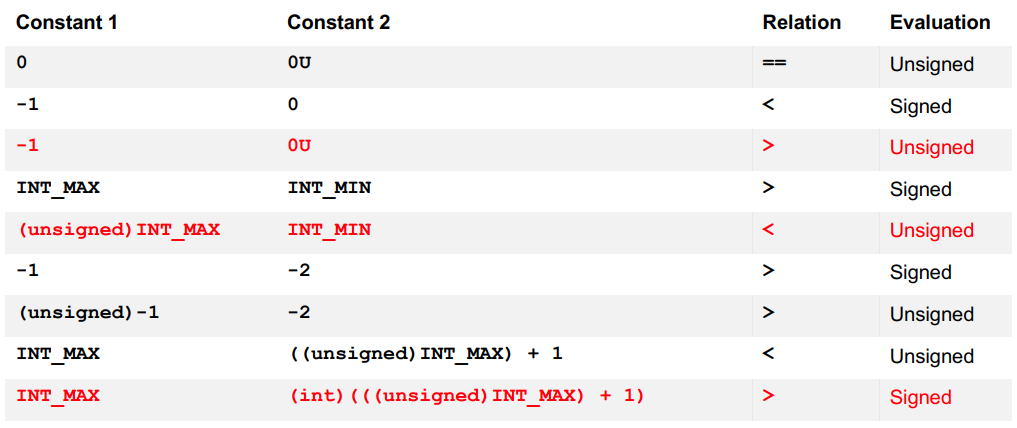 Constant 1 Constant 2 Relation Evaluation
0 0U == Unsigned
-1 0 < Signed
-1 0U > Unsigned
INT_MAX INT_MIN > Signed
(unsigned)INT_MAX INT_MIN < Unsigned
-1 -2 > Signed
(unsigned)-1 -2 > Unsigned
INT_MAX ((unsigned)INT_MAX) + 1 < Unsigned
INT_MAX (int)(((unsigned)INT_MAX) + 1) > Signed